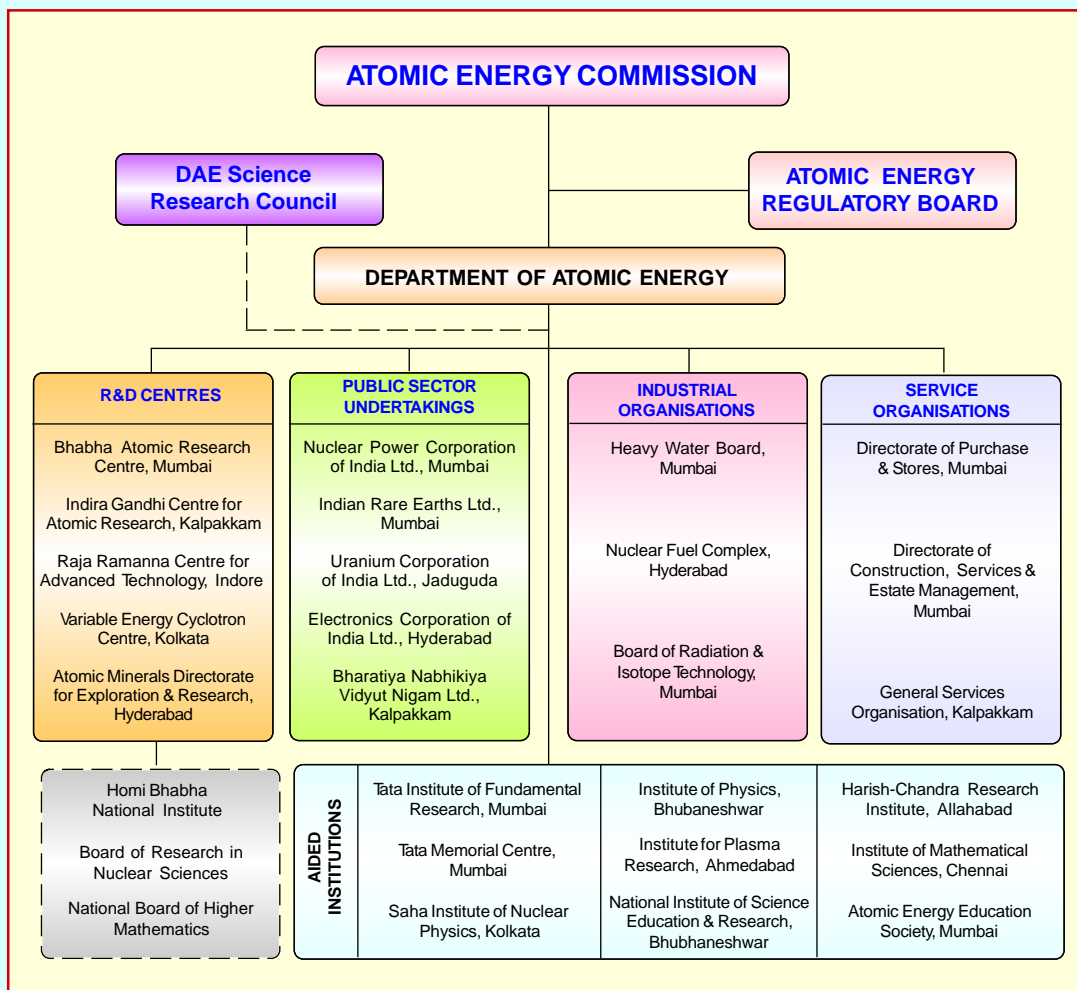 ATOMIC ENERGY COMMISSION
DAE Science
Research Council
ATOMIC ENERGY
REGULATORY BOARD
DEPARTMENT OF ATOMIC ENERGY
R&D CENTRES
Bhabha Atomic Research
Centre, Mumbai
Indira Gandhi Centre for
Atomic Research, Kalpakkam
Raja Ramanna Centre for
Advanced Technology, Indore
Variable Energy Cyclotron
Centre, Kolkata
Atomic Minerals Directorate
for Exploration & Research,
Hyderabad
PUBLIC SECTOR
UNDERTAKINGS
Nuclear Power Corporation
of India Ltd., Mumbai
Indian Rare Earths Ltd.,
Mumbai
Uranium Corporation
of India Ltd., Jaduguda
Electronics Corporation of
India Ltd., Hyderabad
Bharatiya Nabhikiya
Vidyut Nigam Ltd.,
Kalpakkam
INDUSTRIAL
ORGANISATIONS
Heavy Water Board,
Mumbai
Nuclear Fuel Complex,
Hyderabad
Board of Radiation &
Isotope Technology,
Mumbai
SERVICE
ORGANISATIONS
Directorate of Purchase
& Stores, Mumbai
Directorate of
Construction, Services &
Estate Management,
Mumbai
General Services
Organisation, Kalpakkam
Homi Bhabha
National Institute
Board of Research in
Nuclear Sciences
National Board of Higher
Mathematics
AIDED
INSTITUTIONS
Tata Institute of Fundamental
Research, Mumbai
Tata Memorial Centre,
Mumbai
Saha Institute of Nuclear
Physics, Kolkata
Institute of Physics,
Bhubaneshwar
Institute for Plasma
Research, Ahmedabad
National Institute of Science
Education & Research,
Bhubhaneshwar
Harish-Chandra Research
Institute, Allahabad
Institute of Mathematical
Sciences, Chennai
Atomic Energy Education
Society, Mumbai